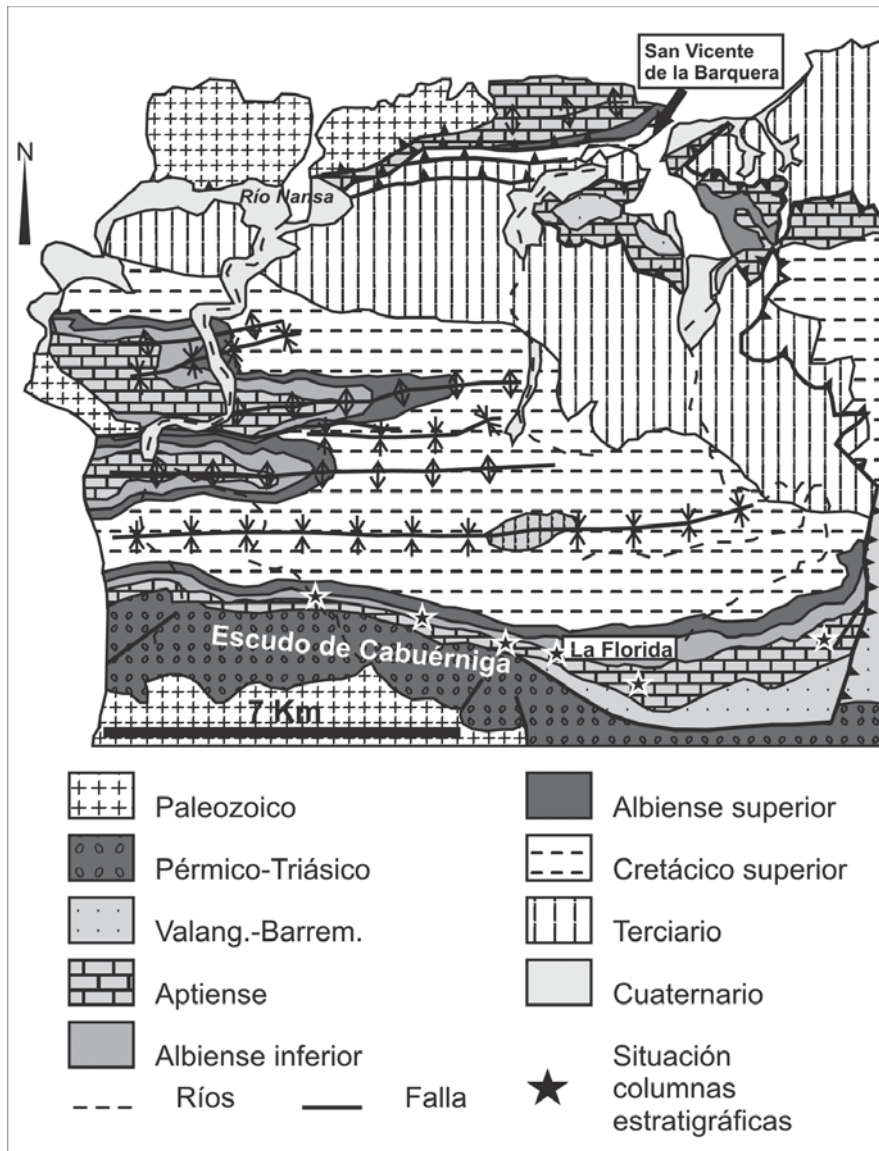 San Vicente
de la Barquera
N
Río Nansa
Escudo de Cabuérniga
La Florida
7 Km
Paleozoico
Pérmico-Triásico
Valang.-Barrem.
Aptiense
Albiense inferior
Ríos
Falla
Albiense superior
Cretácico superior
Terciario
Cuaternario
Situación
columnas
estratigráficas